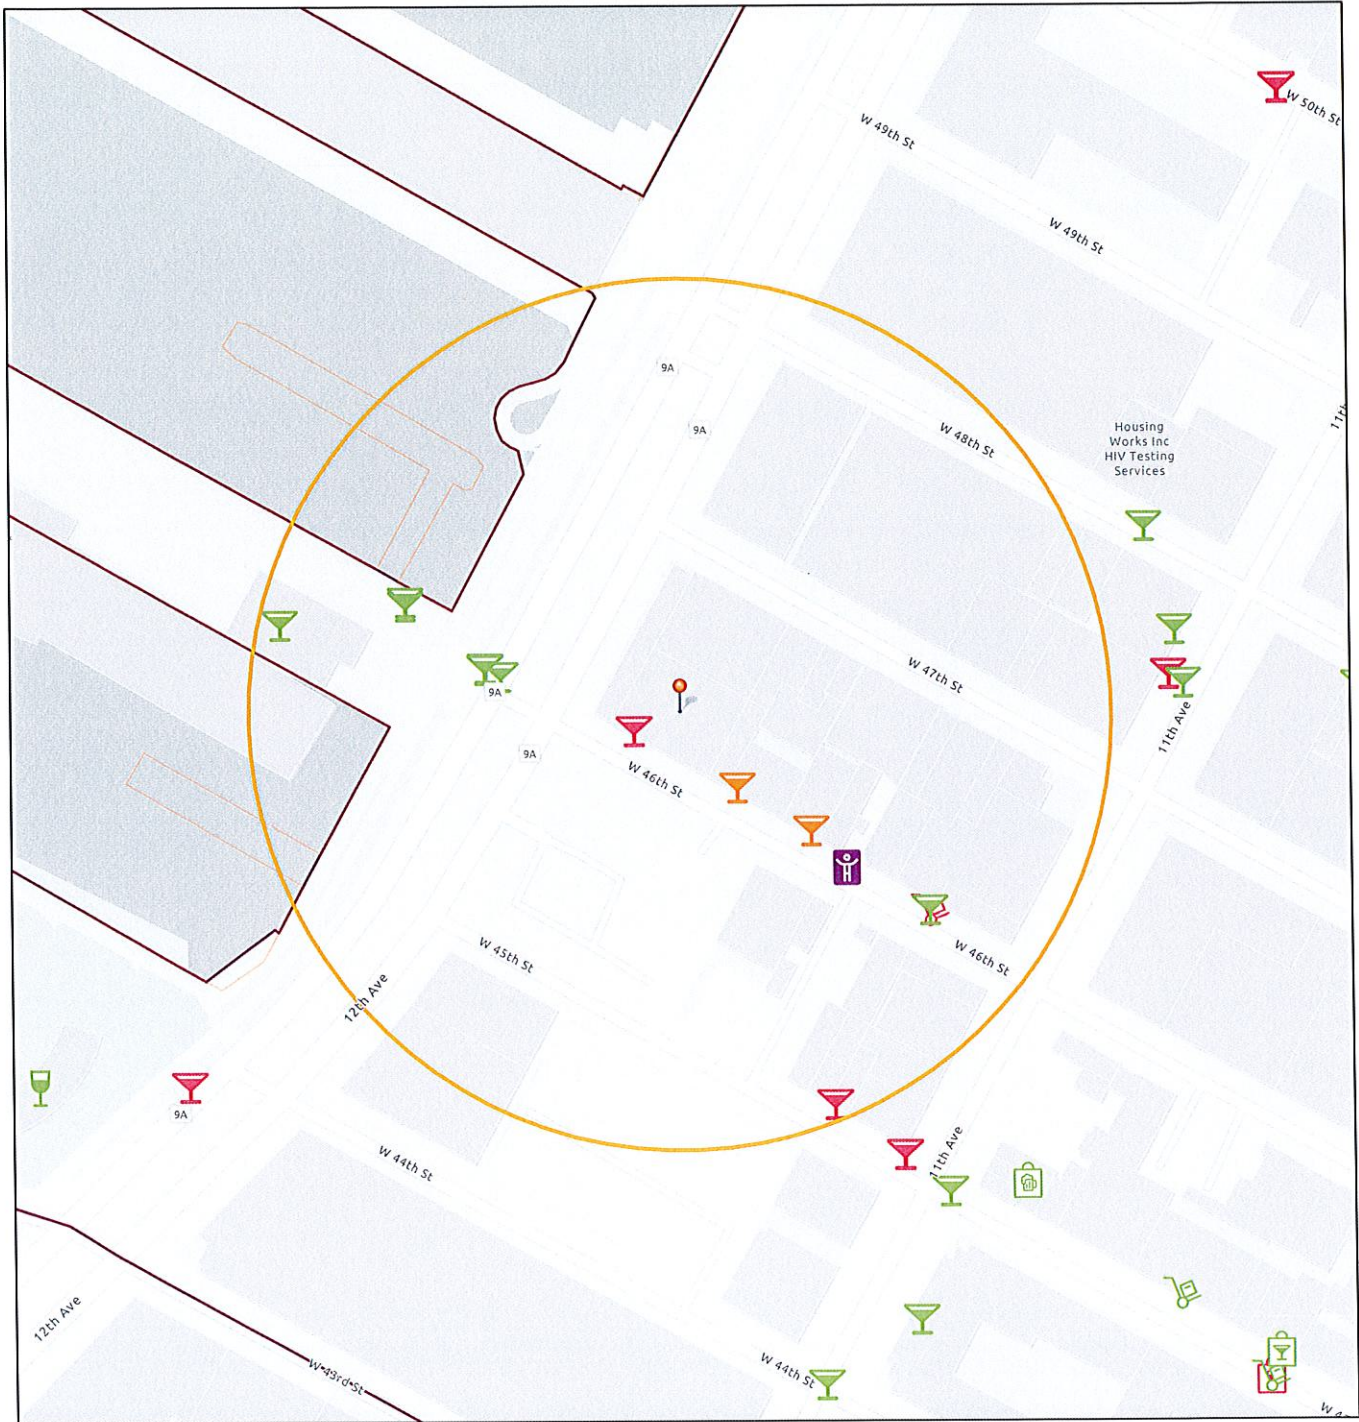 W 50th St
W 49th St
W 49th St
9A
11th
9A
W 48th St
Housing
Works Inc
HIV Testing
Services
W 47th St
9A
11th Ave
9A
W 46th St
W 45th St
W 46th St
12th Ave
9A
11th Ave
W 44th St
12th Ave
W 43rd St
W 44th St